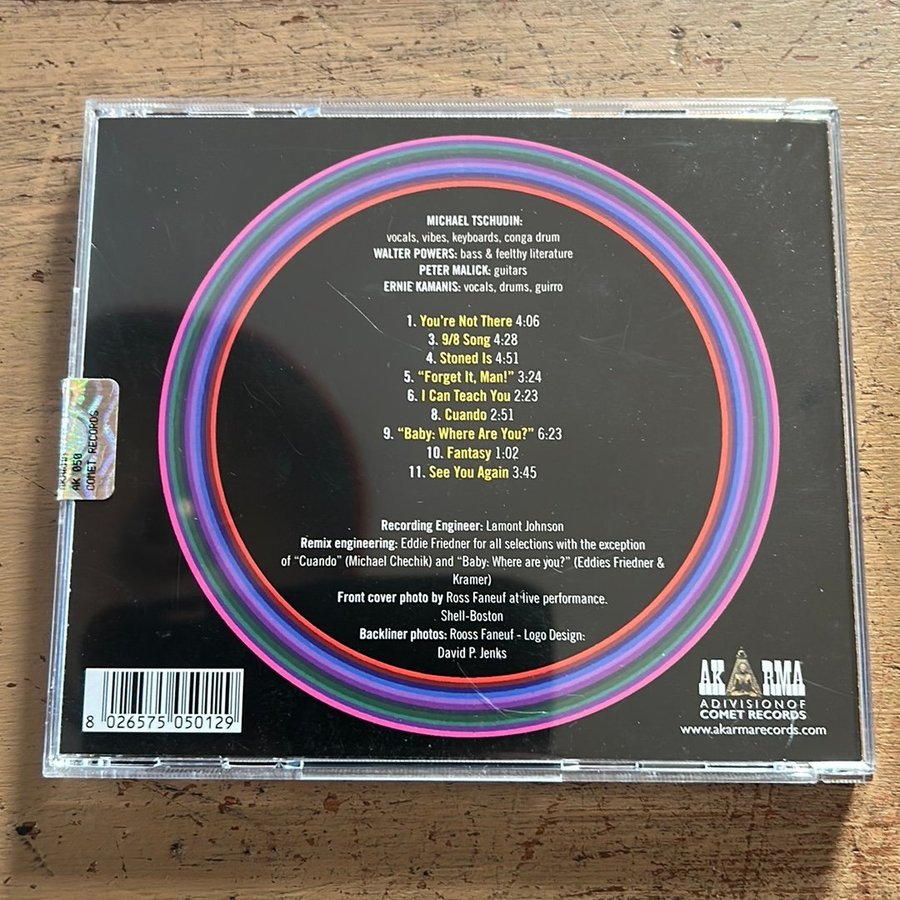 MICHAEL TSCHUDIN:
vocals, vibes, keyboards, conga drum
WALTER POWERS: bass & feelthy literature
PETER MALICK: guitars
ERNIE KAMANIS: vocals, drums, guirro
1. You're Not There 4:06
3. 9/8 Song 4:28
4. Stoned Is 4:51
5. “Forget It, Man!” 3:24
6. I Can Teach You 2:23
8. Cuando 2:51
9. “Baby: Where Are You?” 6:23
10. Fantasy 1:02
11. See You Again 3:45
Recording Engineer: Lamont Johnson
Remix engineering: Eddie Friedner for all selections with the exception
of “Cuando” (Michael Chechik) and “Baby: Where are you?” (Eddies Friedner &
Kramer)
Front cover photo by Ross Faneuf at live performance.
Shell-Boston
Backliner photos: Rooss Faneuf - Logo Design:
David P. Jenks
AK 050
COMET RECORDS
8 026575 050129
AKARMA
A DIVISION OF
COMET RECORDS
www.akarmarecords.com